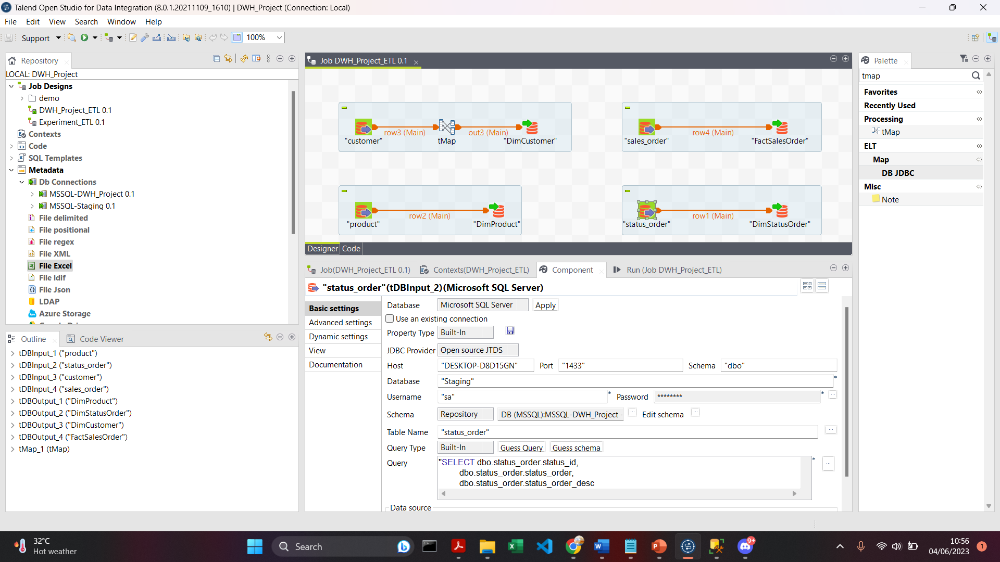 Talend Open Studio for Data Integration (8.0.1.20211109_1610) | DWH_Project (Connection: Local)
File Edit View Search Window Help
Support 100%
Repository
LOCAL: DWH_Project
Job Designs
demo
DWH_Project_ETL 0.1
Experiment_ETL 0.1
Contexts
Code
SQL Templates
Metadata
Db Connections
MSSQL-DWH_Project 0.1
MSSQL-Staging 0.1
File delimited
File positional
File regex
File XML
File Excel
File ldif
File Json
LDAP
Azure Storage
Outline Code Viewer
tDBInput_1 ("product")
tDBInput_2 ("status_order")
tDBInput_3 ("customer")
tDBInput_4 ("sales_order")
tDBOutput_1 ("DimProduct")
tDBOutput_2 ("DimStatusOrder")
tDBOutput_3 ("DimCustomer")
tDBOutput_4 ("FactSalesOrder")
tMap_1 (tMap)
Job DWH_Project_ETL 0.1
row3 (Main) out3 (Main)
"customer" tMap "DimCustomer"
row4 (Main)
"sales_order" "FactSalesOrder"
row2 (Main)
"product" "DimProduct"
row1 (Main)
"status_order" "DimStatusOrder"
Designer Code
Job(DWH_Project_ETL 0.1) Contexts(DWH_Project_ETL) Component Run (Job DWH_Project_ETL)
"status_order"(tDBInput_2)(Microsoft SQL Server)
Basic settings
Advanced settings
Dynamic settings
View
Documentation
Database Microsoft SQL Server Apply
Use an existing connection
Property Type Built-In
JDBC Provider Open source JTDS
Host "DESKTOP-D8D15GN" Port "1433" Schema "dbo"
Database "Staging" *
Username "sa" * Password ******** * ...
Schema Repository DB (MSSQL):MSSQL-DWH_Project - ... Edit schema ...
Table Name "status_order" ...
Query Type Built-In Guess Query Guess schema
Query "SELECT dbo.status_order.status_id, * ...
dbo.status_order.status_order,
dbo.status_order.status_order_desc
Data source
Palette
tmap
Favorites
Recently Used
Processing
tMap
ELT
Map
DB JDBC
Misc
Note
32°C
Hot weather
Search
9+
10:56
04/06/2023
1